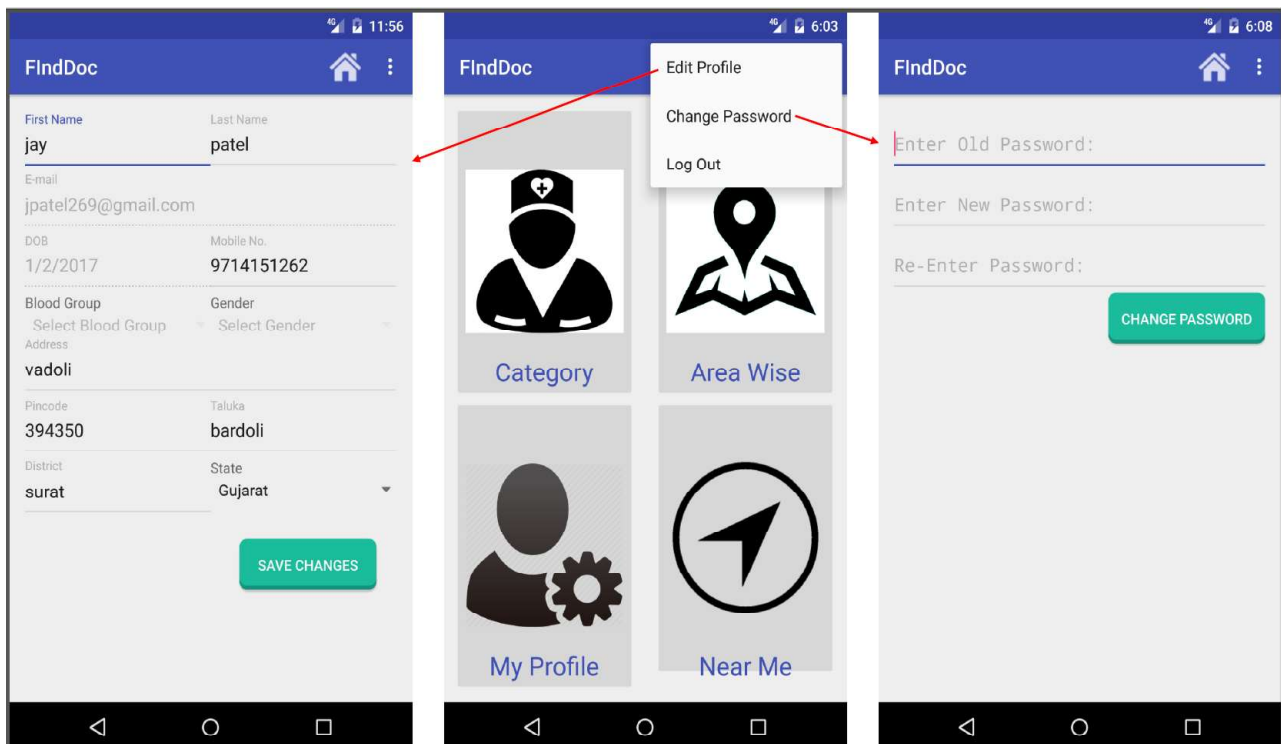 4G 11:56
FIndDoc
First Name Last Name
jay patel
E-mail
jpatel269@gmail.com
DOB Mobile No.
1/2/2017 9714151262
Blood Group Gender
Select Blood Group Select Gender
Address
vadoli
Pincode Taluka
394350 bardoli
District State
surat Gujarat
SAVE CHANGES
4G 6:03
FIndDoc
Edit Profile
Change Password
Log Out
Category Area Wise
My Profile Near Me
4G 6:08
FIndDoc
Enter Old Password:
Enter New Password:
Re-Enter Password:
CHANGE PASSWORD